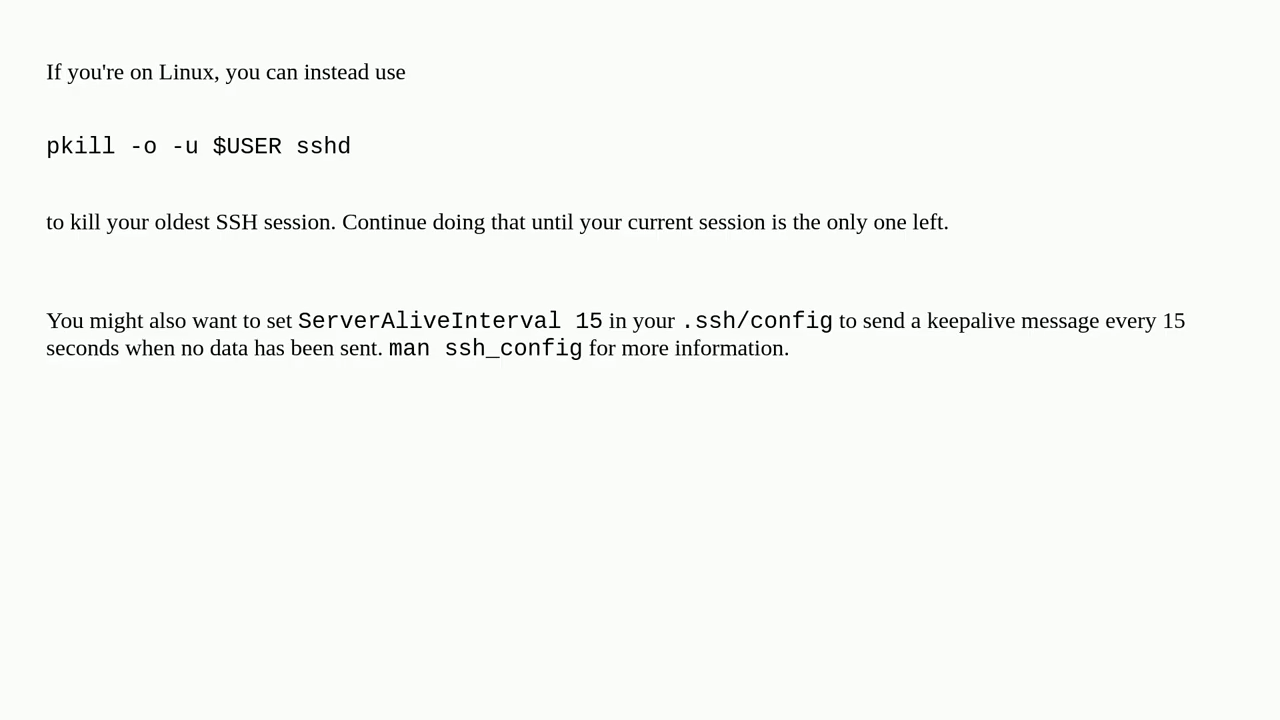 If you're on Linux, you can instead use
pkill -o -u $USER sshd
to kill your oldest SSH session. Continue doing that until your current session is the only one left.
You might also want to set ServerAliveInterval 15 in your .ssh/config to send a keepalive message every 15
seconds when no data has been sent. man ssh_config for more information.